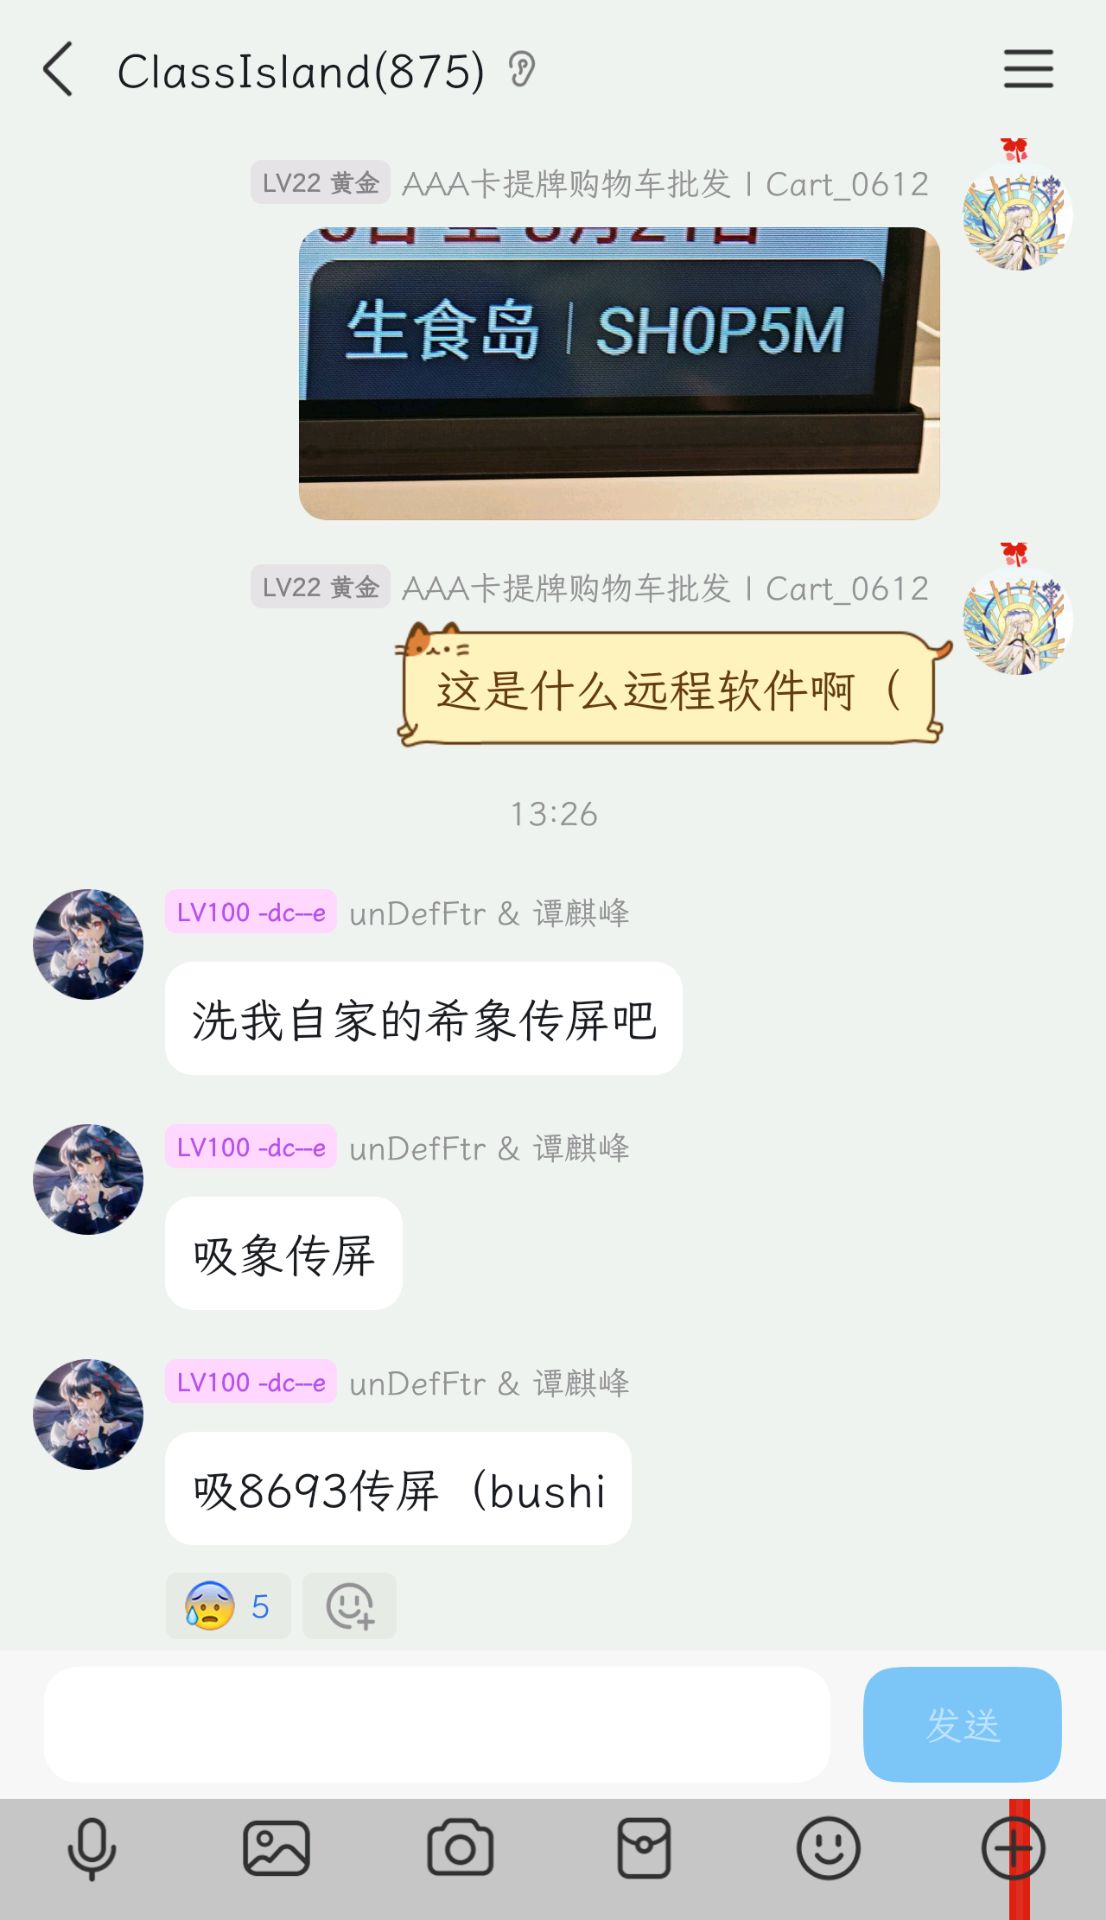 ClassIsland(875)
LV22 黄金 AAA卡提牌购物车批发 | Cart_0612
生食岛 | SH0P5M
LV22 黄金 AAA卡提牌购物车批发 | Cart_0612
这是什么远程软件啊（
13:26
LV100 -dc--e unDefFtr & 谭麒峰
洗我自家的希象传屏吧
LV100 -dc--e unDefFtr & 谭麒峰
吸象传屏
LV100 -dc--e unDefFtr & 谭麒峰
吸8693传屏（bushi
5
发送